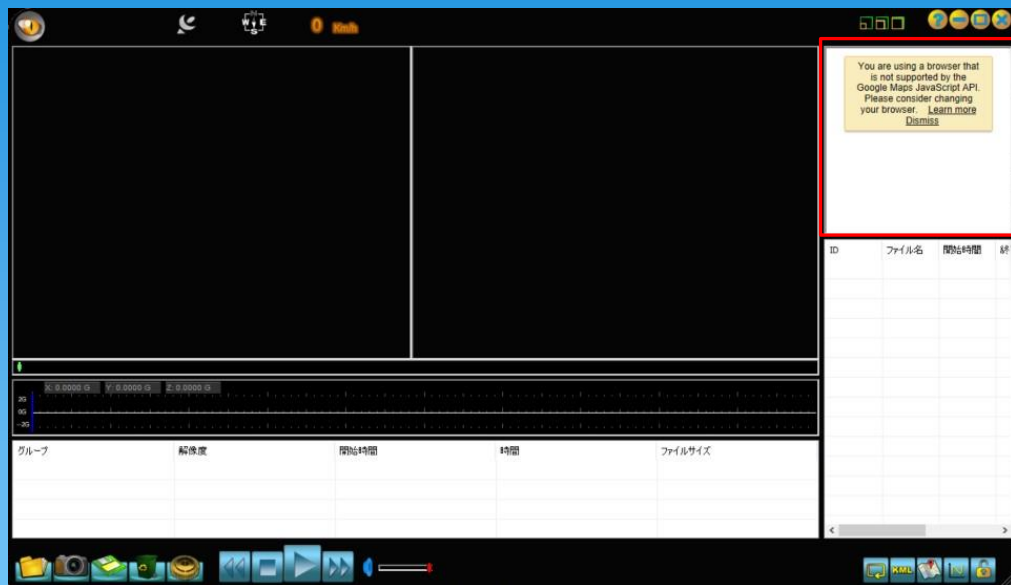 N
W E
S
0 Km/h
?
You are using a browser that
is not supported by the
Google Maps JavaScript API.
Please consider changing
your browser. Learn more
Dismiss
ID ファイル名 開始時間 終
X: 0.0000 G Y: 0.0000 G Z: 0.0000 G
2G
0G
-2G
グループ 解像度 開始時間 時間 ファイルサイズ
KML